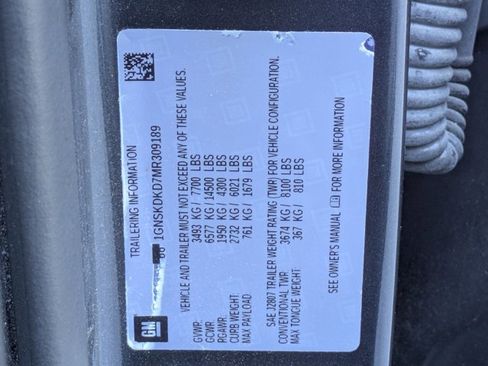 GM
TRAILERING INFORMATION
1GNSKDKD7MR309189
VEHICLE AND TRAILER MUST NOT EXCEED ANY OF THESE VALUES.
GVWR: 3493 KG / 7700 LBS
GCWR: 6577 KG / 14500 LBS
RGAWR: 1950 KG / 4300 LBS
CURB WEIGHT: 2732 KG / 6021 LBS
MAX PAYLOAD: 761 KG / 1679 LBS
SAE J2807 TRAILER WEIGHT RATING (TWR) FOR VEHICLE CONFIGURATION.
CONVENTIONAL TWR 3674 KG / 8100 LBS
MAX TONGUE WEIGHT: 367 KG / 810 LBS
SEE OWNER'S MANUAL FOR MORE INFORMATION